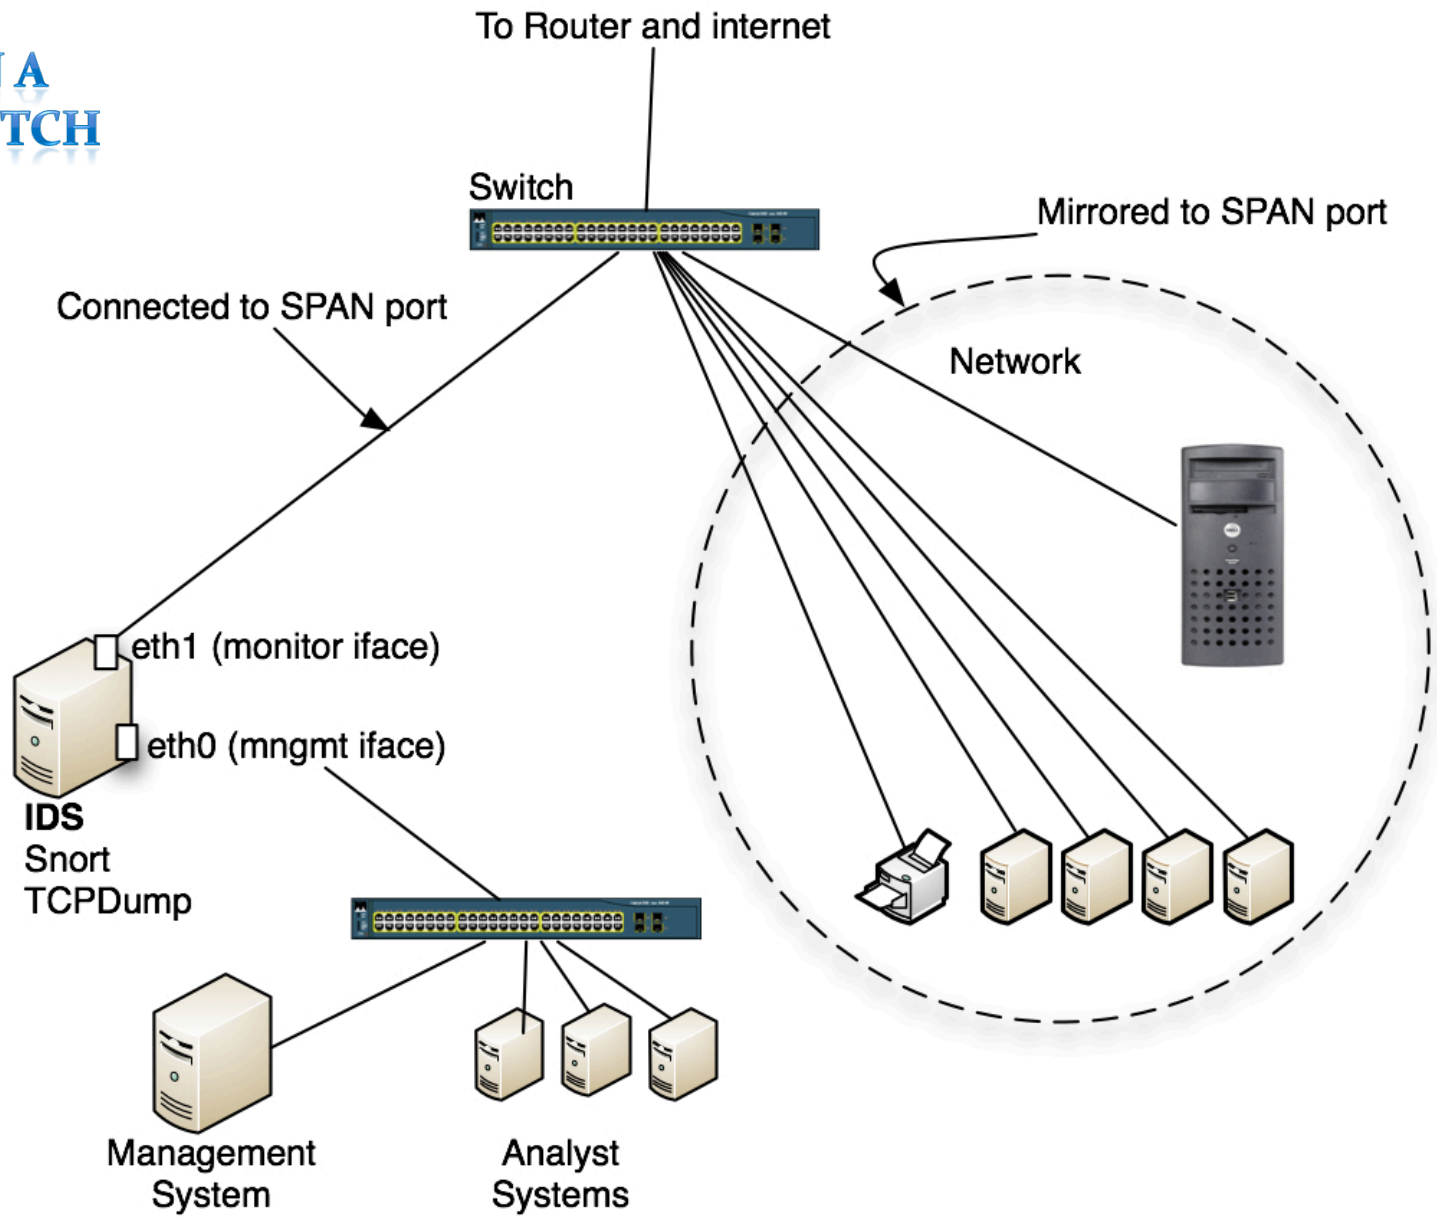 A
TCH
To Router and internet
Switch
Mirrored to SPAN port
Connected to SPAN port
Network
eth1 (monitor iface)
eth0 (mngmt iface)
IDS
Snort
TCPDump
Management
System
Analyst
Systems